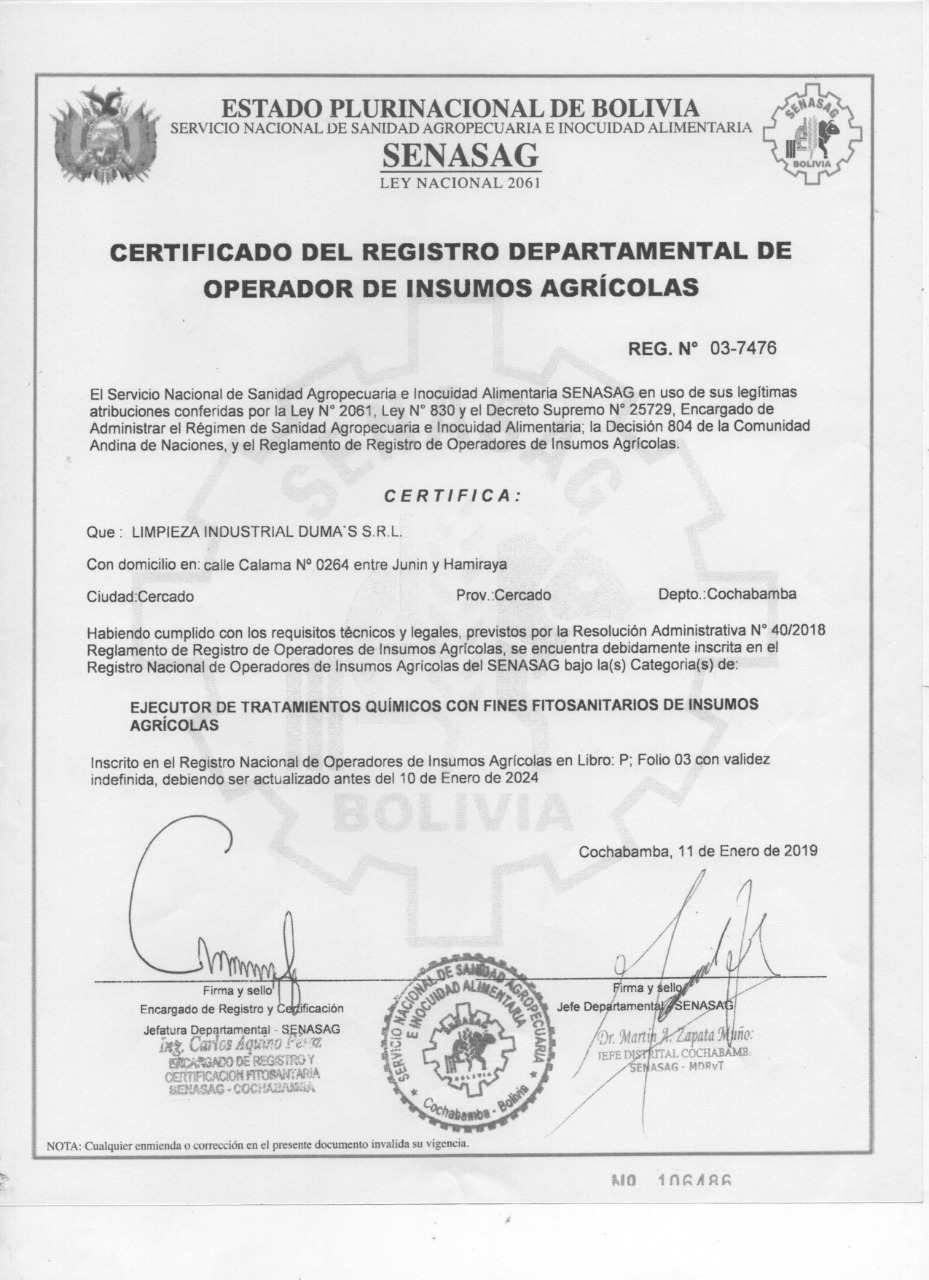 ESTADO PLURINACIONAL DE BOLIVIA
SERVICIO NACIONAL DE SANIDAD AGROPECUARIA E INOCUIDAD ALIMENTARIA
SENASAG
LEY NACIONAL 2061
SENASAG
BOLIVIA
CERTIFICADO DEL REGISTRO DEPARTAMENTAL DE
OPERADOR DE INSUMOS AGRÍCOLAS
REG. N° 03-7476
El Servicio Nacional de Sanidad Agropecuaria e Inocuidad Alimentaria SENASAG en uso de sus legítimas
atribuciones conferidas por la Ley N° 2061, Ley N° 830 y el Decreto Supremo N° 25729, Encargado de
Administrar el Régimen de Sanidad Agropecuaria e Inocuidad Alimentaria; la Decisión 804 de la Comunidad
Andina de Naciones, y el Reglamento de Registro de Operadores de Insumos Agrícolas.
CERTIFICA:
Que : LIMPIEZA INDUSTRIAL DUMA`S S.R.L.
Con domicilio en: calle Calama Nº 0264 entre Junin y Hamiraya
Ciudad:Cercado Prov.:Cercado Depto.:Cochabamba
Habiendo cumplido con los requisitos técnicos y legales, previstos por la Resolución Administrativa N° 40/2018
Reglamento de Registro de Operadores de Insumos Agrícolas, se encuentra debidamente inscrita en el
Registro Nacional de Operadores de Insumos Agrícolas del SENASAG bajo la(s) Categoria(s) de:
EJECUTOR DE TRATAMIENTOS QUÍMICOS CON FINES FITOSANITARIOS DE INSUMOS
AGRÍCOLAS
Inscrito en el Registro Nacional de Operadores de Insumos Agrícolas en Libro: P; Folio 03 con validez
indefinida, debiendo ser actualizado antes del 10 de Enero de 2024
SENASAG
BOLIVIA
Cochabamba, 11 de Enero de 2019
Firma y sello
Encargado de Registro y Certificación
Jefatura Departamental - SENASAG
Ing. Carlos Aquino Perez
ENCARGADO DE REGISTRO Y
CERTIFICACION FITOSANITARIA
SENASAG - COCHABAMBA
SERVICIO NACIONAL DE SANIDAD AGROPECUARIA
E INOCUIDAD ALIMENTARIA
SENASAG
BOLIVIA
Cochabamba - Bolivia
Firma y sello
Jefe Departamental SENASAG
Dr. Martin A. Zapata Muño:
JEFE DISTRITAL COCHABAMB.
SENASAG - MDRyT
NOTA: Cualquier enmienda o corrección en el presente documento invalida su vigencia.
Nº 106486